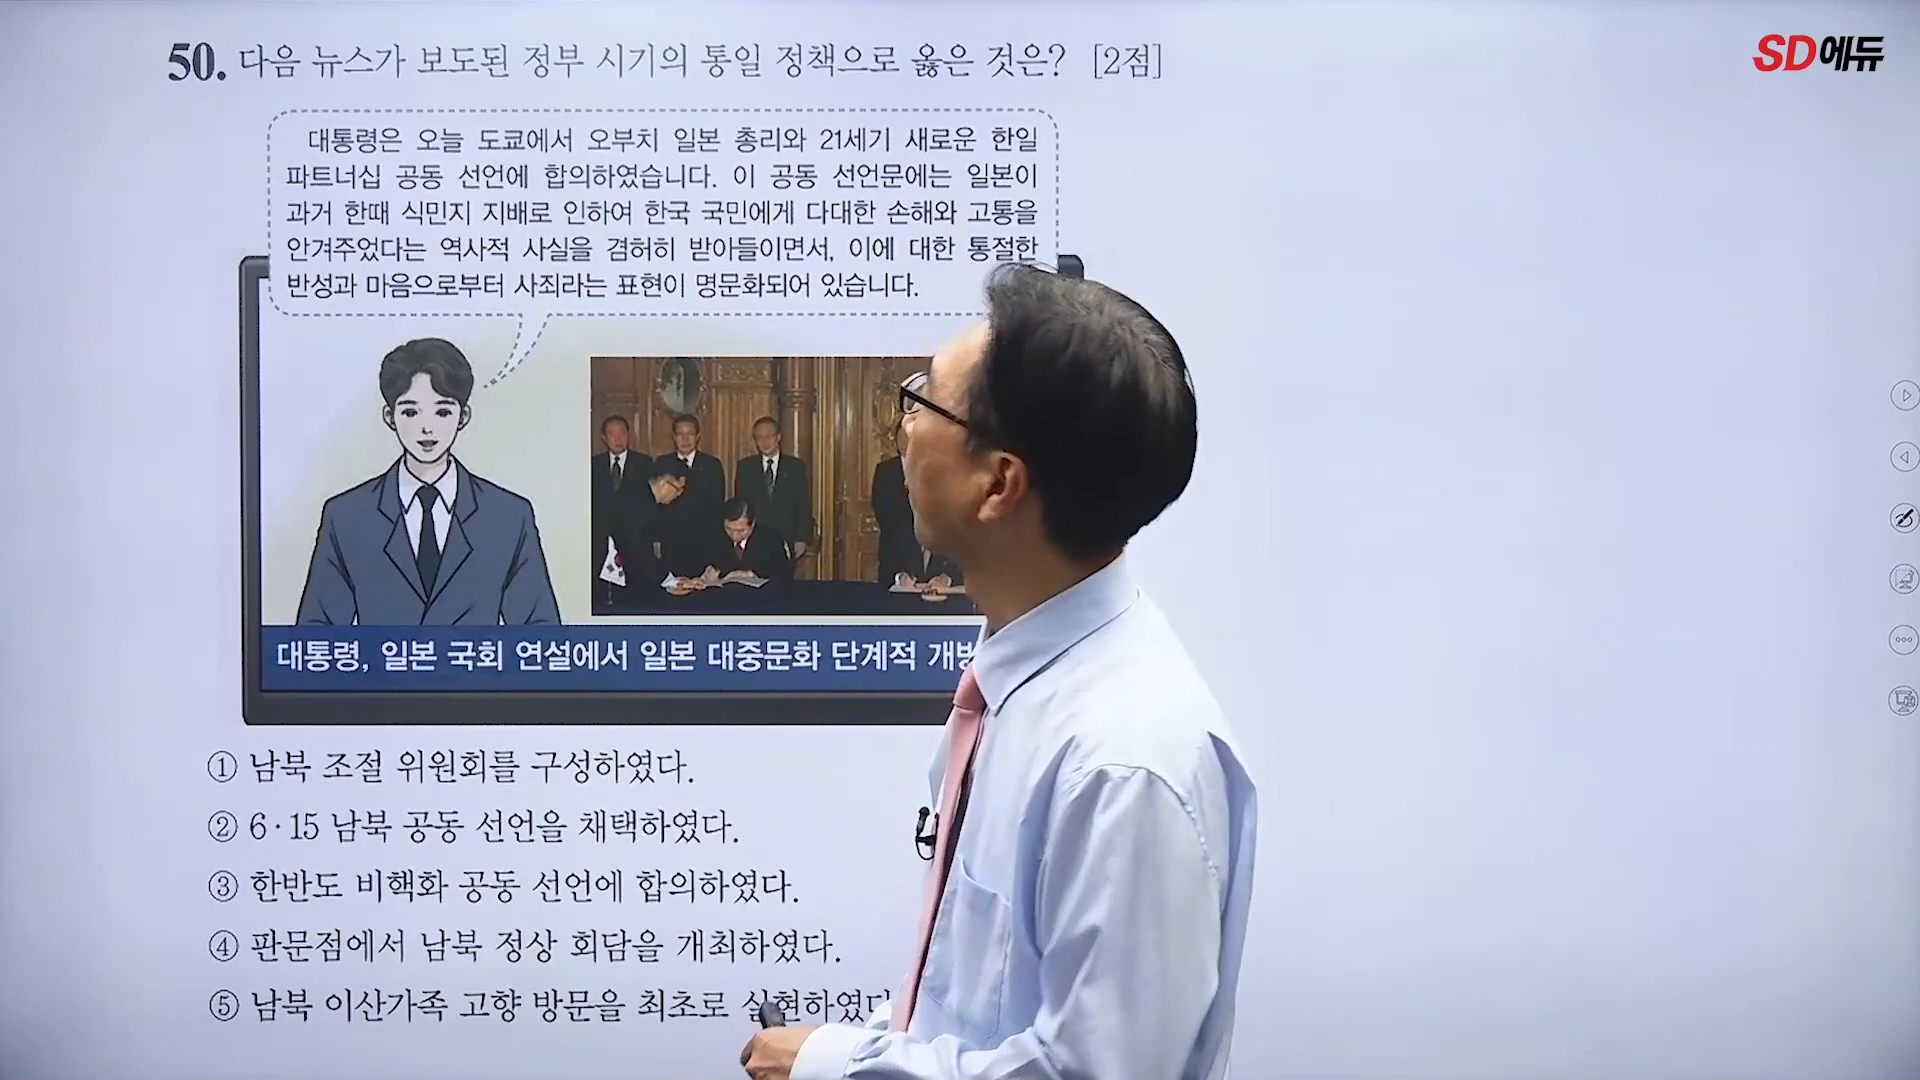 SD에듀
50. 다음 뉴스가 보도된 정부 시기의 통일 정책으로 옳은 것은? [2점]
대통령은 오늘 도쿄에서 오부치 일본 총리와 21세기 새로운 한일
파트너십 공동 선언에 합의하였습니다. 이 공동 선언문에는 일본이
과거 한때 식민지 지배로 인하여 한국 국민에게 다대한 손해와 고통을
안겨주었다는 역사적 사실을 겸허히 받아들이면서, 이에 대한 통절한
반성과 마음으로부터 사죄라는 표현이 명문화되어 있습니다.
대통령, 일본 국회 연설에서 일본 대중문화 단계적 개방
① 남북 조절 위원회를 구성하였다.
② 6·15 남북 공동 선언을 채택하였다.
③ 한반도 비핵화 공동 선언에 합의하였다.
④ 판문점에서 남북 정상 회담을 개최하였다.
⑤ 남북 이산가족 고향 방문을 최초로 실현하였다